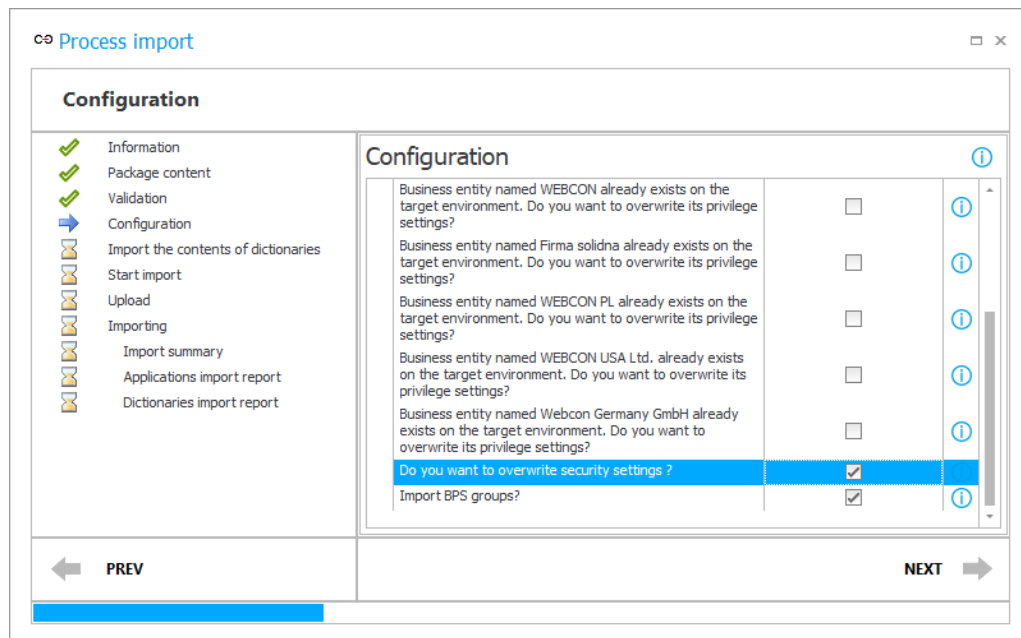 Process import
Configuration
Information
Package content
Validation
Configuration
Import the contents of dictionaries
Start import
Upload
Importing
Import summary
Applications import report
Dictionaries import report
Configuration
Business entity named WEBCON already exists on the
target environment. Do you want to overwrite its privilege
settings?
Business entity named Firma solidna already exists on the
target environment. Do you want to overwrite its privilege
settings?
Business entity named WEBCON PL already exists on the
target environment. Do you want to overwrite its privilege
settings?
Business entity named WEBCON USA Ltd. already exists
on the target environment. Do you want to overwrite its
privilege settings?
Business entity named Webcon Germany GmbH already
exists on the target environment. Do you want to
overwrite its privilege settings?
Do you want to overwrite security settings ?
Import BPS groups?
PREV
NEXT